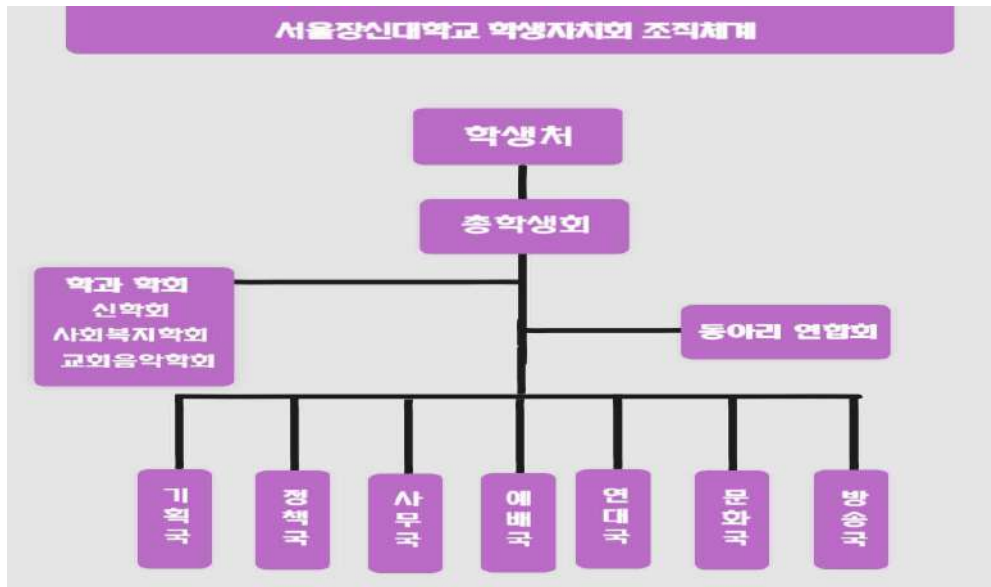 서울장신대학교 학생자치회 조직체계
학생처
총학생회
학과 학회
신학회
사회복지학회
교회음악학회
동아리 연합회
기획국
정책국
사무국
예배국
연대국
문화국
방송국